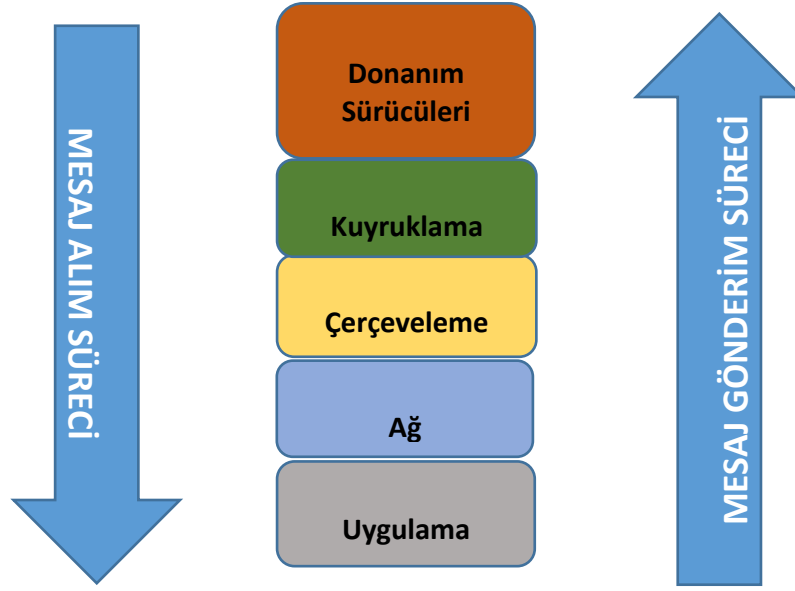 MESAJ ALIM SÜRECİ
Donanım
Sürücüleri
Kuyruklama
Çerçeveleme
Ağ
Uygulama
MESAJ GÖNDERİM SÜRECİ